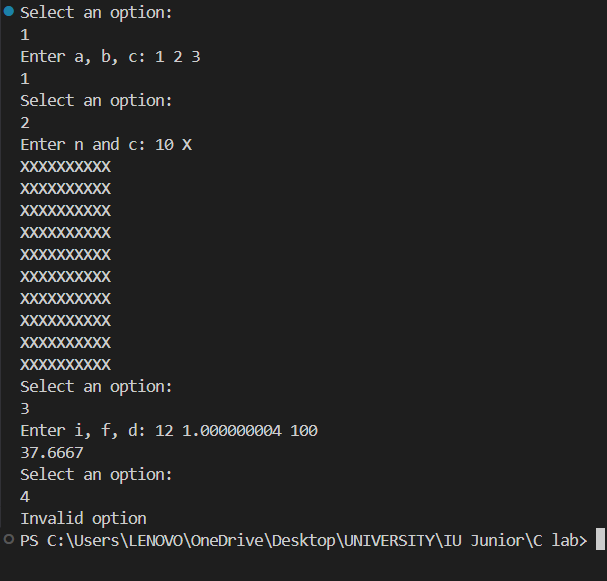 Select an option:
1
Enter a, b, c: 1 2 3
1
Select an option:
2
Enter n and c: 10 X
XXXXXXXXXX
XXXXXXXXXX
XXXXXXXXXX
XXXXXXXXXX
XXXXXXXXXX
XXXXXXXXXX
XXXXXXXXXX
XXXXXXXXXX
XXXXXXXXXX
XXXXXXXXXX
Select an option:
3
Enter i, f, d: 12 1.000000004 100
37.6667
Select an option:
4
Invalid option
PS C:\Users\LENOVO\OneDrive\Desktop\UNIVERSITY\IU Junior\C lab>